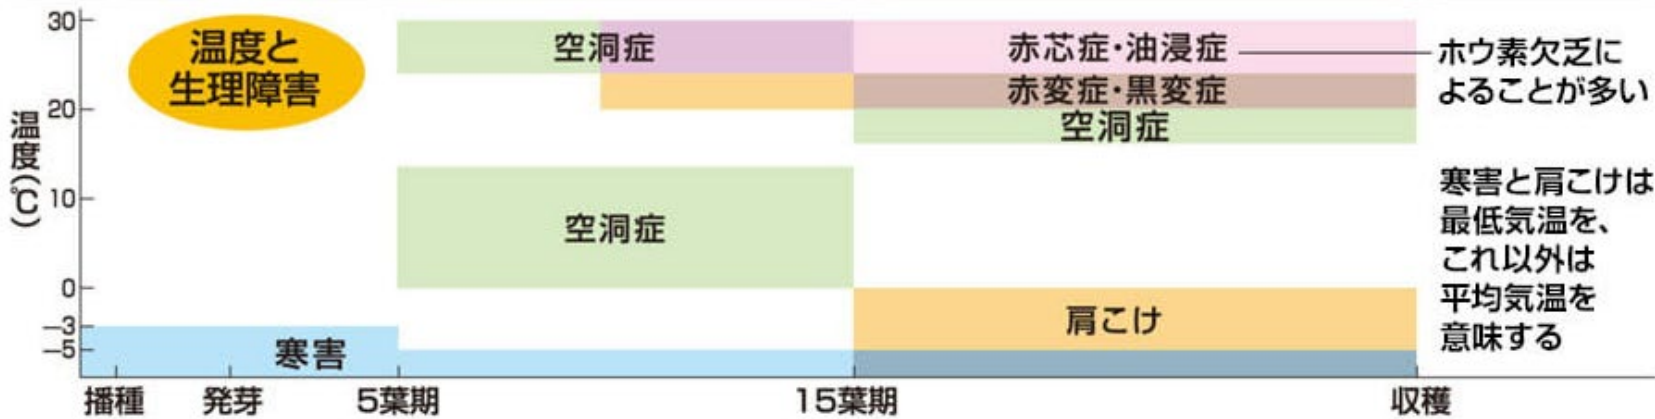 温度と
生理障害
温度(℃)
30
20
10
0
−3
−5
空洞症
赤芯症・油浸症
ホウ素欠乏に
よることが多い
赤変症・黒変症
空洞症
空洞症
寒害と肩こけは
最低気温を、
これ以外は
平均気温を
意味する
肩こけ
寒害
播種
発芽
5葉期
15葉期
収穫